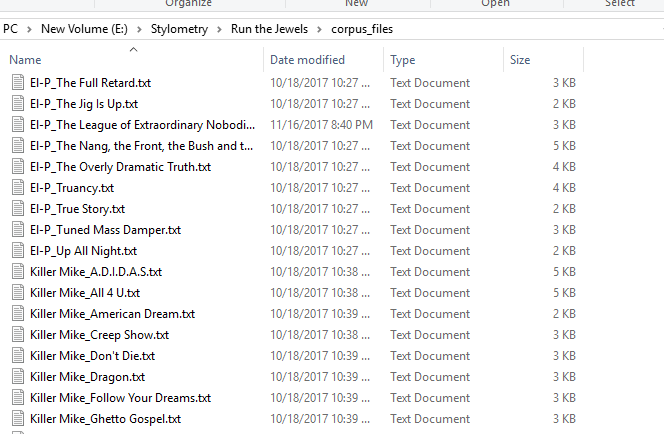 Organize New Open Select
PC > New Volume (E:) > Stylometry > Run the Jewels > corpus_files
Name Date modified Type Size
El-P_The Full Retard.txt 10/18/2017 10:27 ... Text Document 3 KB
El-P_The Jig Is Up.txt 10/18/2017 10:27 ... Text Document 2 KB
El-P_The League of Extraordinary Nobodi... 11/16/2017 8:40 PM Text Document 3 KB
El-P_The Nang, the Front, the Bush and t... 10/18/2017 10:27 ... Text Document 5 KB
El-P_The Overly Dramatic Truth.txt 10/18/2017 10:27 ... Text Document 4 KB
El-P_Truancy.txt 10/18/2017 10:27 ... Text Document 4 KB
El-P_True Story.txt 10/18/2017 10:27 ... Text Document 2 KB
El-P_Tuned Mass Damper.txt 10/18/2017 10:27 ... Text Document 3 KB
El-P_Up All Night.txt 10/18/2017 10:27 ... Text Document 2 KB
Killer Mike_A.D.I.D.A.S.txt 10/18/2017 10:38 ... Text Document 5 KB
Killer Mike_All 4 U.txt 10/18/2017 10:38 ... Text Document 5 KB
Killer Mike_American Dream.txt 10/18/2017 10:39 ... Text Document 2 KB
Killer Mike_Creep Show.txt 10/18/2017 10:38 ... Text Document 3 KB
Killer Mike_Don't Die.txt 10/18/2017 10:39 ... Text Document 3 KB
Killer Mike_Dragon.txt 10/18/2017 10:39 ... Text Document 3 KB
Killer Mike_Follow Your Dreams.txt 10/18/2017 10:39 ... Text Document 3 KB
Killer Mike_Ghetto Gospel.txt 10/18/2017 10:39 ... Text Document 3 KB